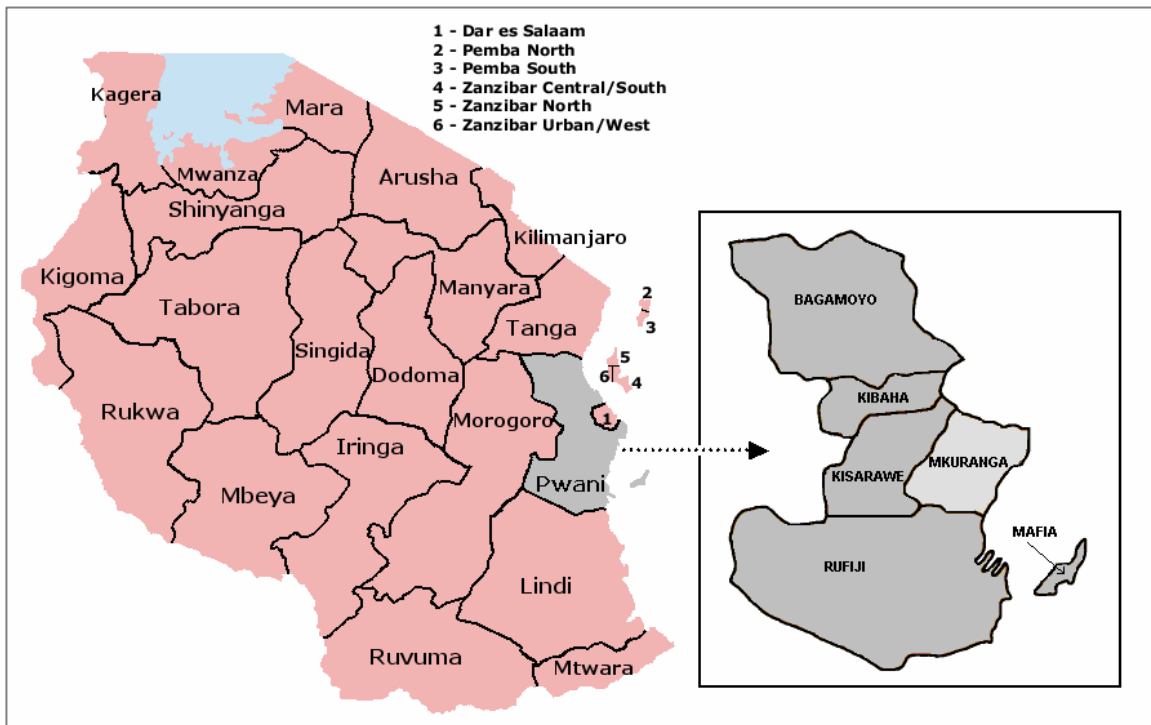 1 - Dar es Salaam
2 - Pemba North
3 - Pemba South
4 - Zanzibar Central/South
5 - Zanzibar North
6 - Zanzibar Urban/West
Kagera
Mara
Mwanza
Arusha
Shinyanga
Kilimanjaro
Kigoma
Manyara
Tabora
2
3
Tanga
Singida
5
6
4
Dodoma
Rukwa
Morogoro
1
Iringa
Pwani
Mbeya
Lindi
Ruvuma
Mtwara
BAGAMOYO
KIBAHA
KISARAWE
MKURANGA
MAFIA
RUFIJI